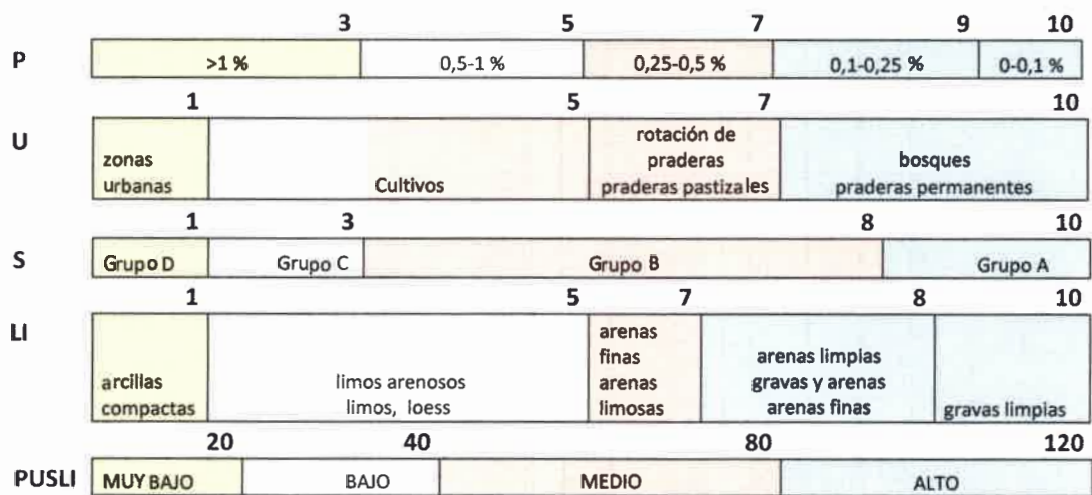 3 5 7 9 10
P >1 % 0,5-1 % 0,25-0,5 % 0,1-0,25 % 0-0,1 %
1 5 7 10
U
zonas
urbanas
Cultivos
rotación de
praderas
praderas pastizales
bosques
praderas permanentes
1 3 8 10
S Grupo D Grupo C Grupo B Grupo A
1 5 7 8 10
LI
arcillas
compactas
limos arenosos
limos, loess
arenas
finas
arenas
limosas
arenas limpias
gravas y arenas
arenas finas
gravas limpias
20 40 80 120
PUSLI MUY BAJO BAJO MEDIO ALTO